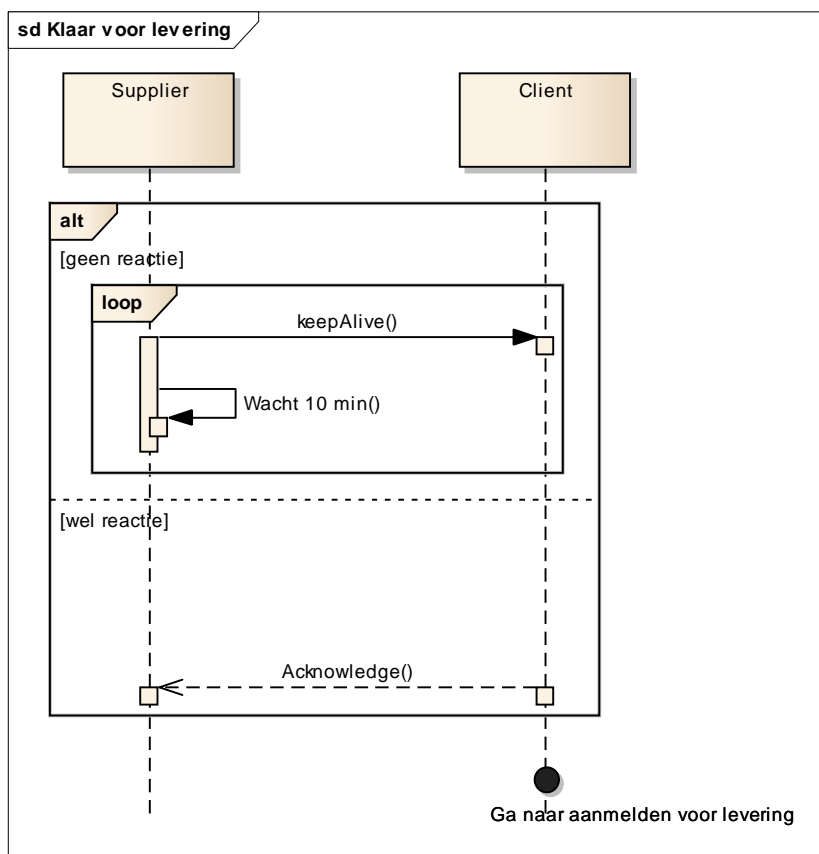 sd Klaar voor levering
Supplier
Client
alt
[geen reactie]
loop
keepAlive()
Wacht 10 min()
[wel reactie]
Acknowledge()
Ga naar aanmelden voor levering